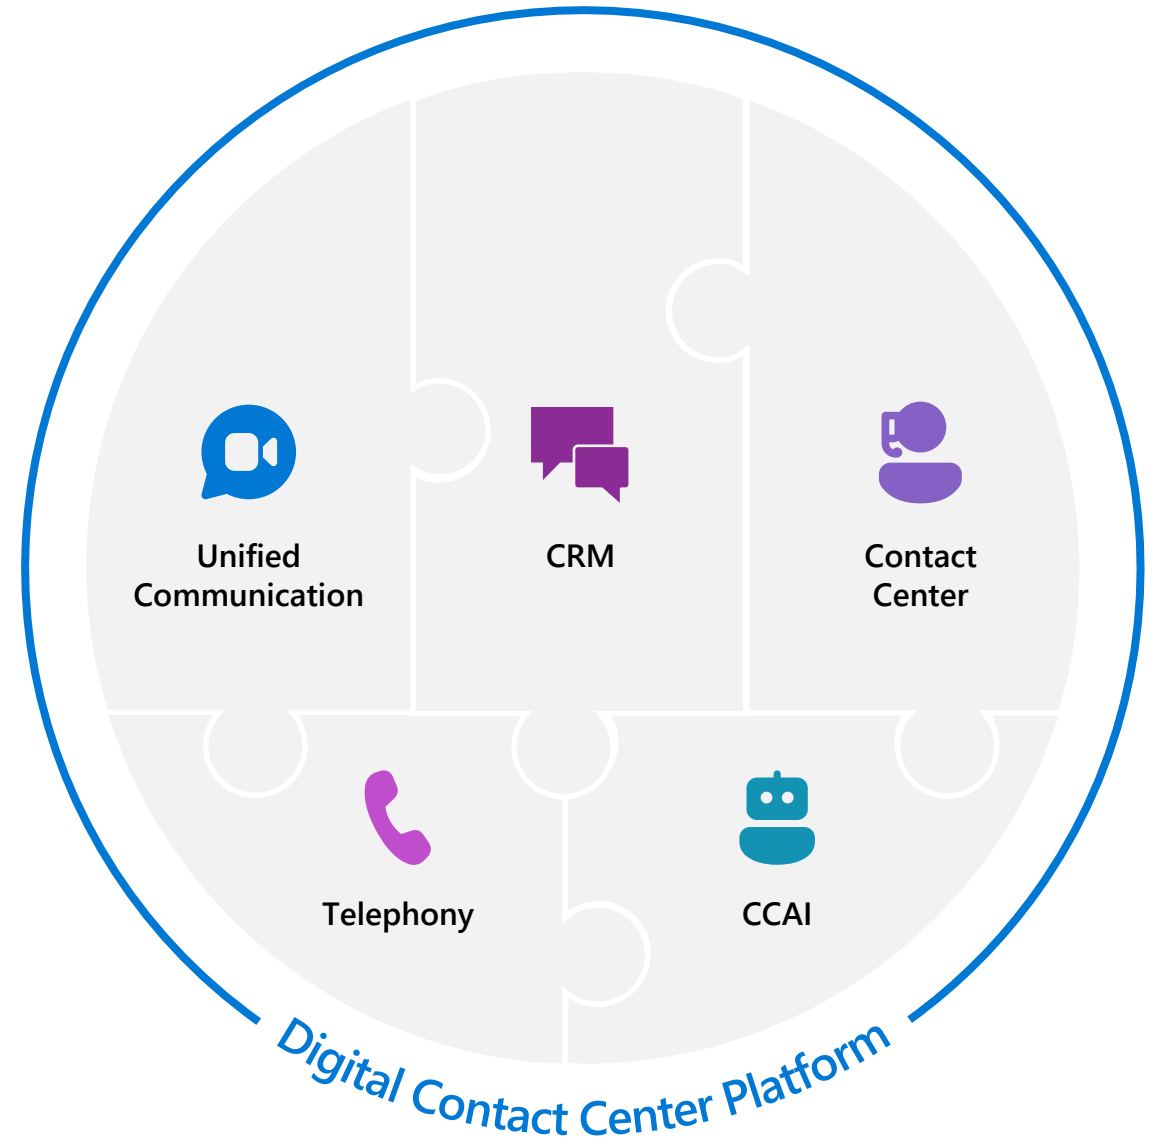 Unified
Communication
CRM
Contact
Center
Telephony
CCAI
Digital Contact Center Platform